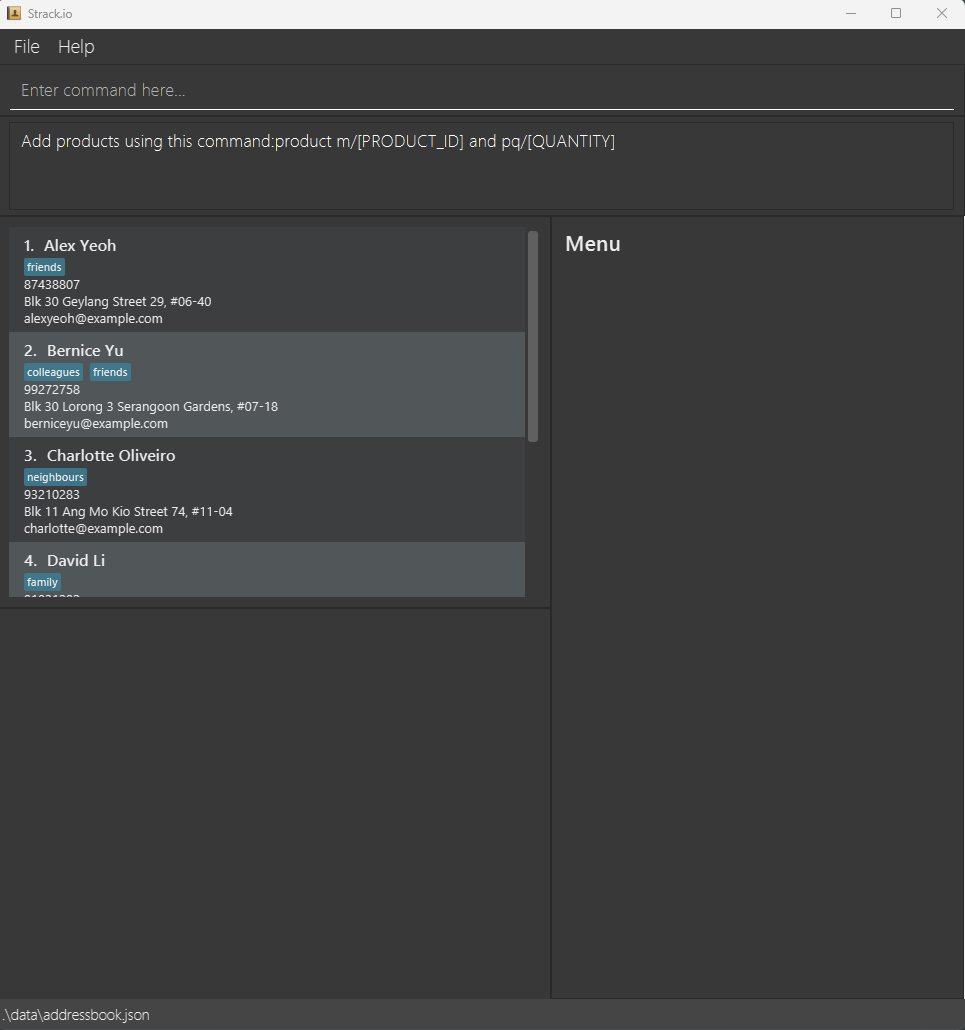 Strack.io
File Help
Enter command here...
Add products using this command:product m/[PRODUCT_ID] and pq/[QUANTITY]
1. Alex Yeoh
friends
87438807
Blk 30 Geylang Street 29, #06-40
alexyeoh@example.com
2. Bernice Yu
colleagues friends
99272758
Blk 30 Lorong 3 Serangoon Gardens, #07-18
berniceyu@example.com
3. Charlotte Oliveiro
neighbours
93210283
Blk 11 Ang Mo Kio Street 74, #11-04
charlotte@example.com
4. David Li
family
Menu
.\data\addressbook.json